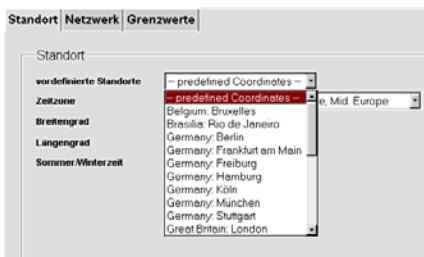 Standort Netzwerk Grenzwerte
Standort
vordefinierte Standorte -- predefined Coordinates --
Zeitzone e, Mid. Europe
Breitengrad
Längengrad
Sommer/Winterzeit
-- predefined Coordinates --
Belgium: Bruxelles
Brasilia: Rio de Janeiro
Germany: Berlin
Germany: Frankfurt am Main
Germany: Freiburg
Germany: Hamburg
Germany: Köln
Germany: München
Germany: Stuttgart
Great Britain: London